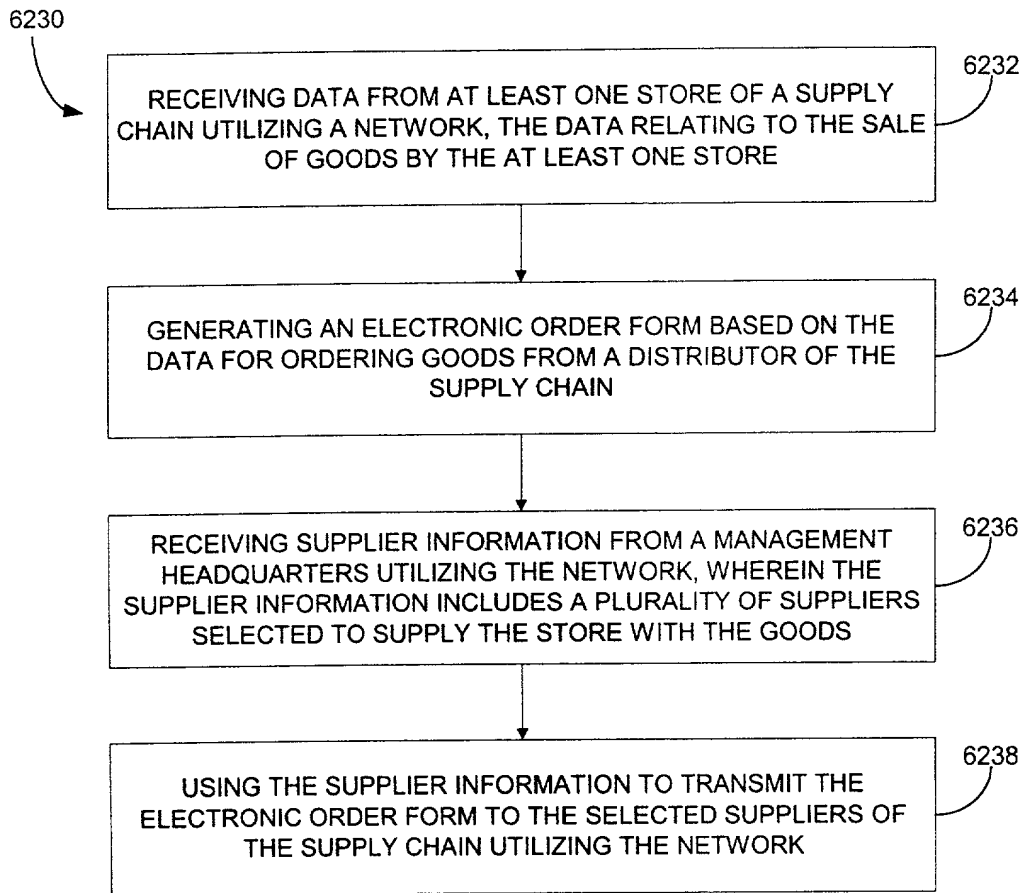 6230
6232
RECEIVING DATA FROM AT LEAST ONE STORE OF A SUPPLY
CHAIN UTILIZING A NETWORK, THE DATA RELATING TO THE SALE
OF GOODS BY THE AT LEAST ONE STORE
6234
GENERATING AN ELECTRONIC ORDER FORM BASED ON THE
DATA FOR ORDERING GOODS FROM A DISTRIBUTOR OF THE
SUPPLY CHAIN
6236
RECEIVING SUPPLIER INFORMATION FROM A MANAGEMENT
HEADQUARTERS UTILIZING THE NETWORK, WHEREIN THE
SUPPLIER INFORMATION INCLUDES A PLURALITY OF SUPPLIERS
SELECTED TO SUPPLY THE STORE WITH THE GOODS
6238
USING THE SUPPLIER INFORMATION TO TRANSMIT THE
ELECTRONIC ORDER FORM TO THE SELECTED SUPPLIERS OF
THE SUPPLY CHAIN UTILIZING THE NETWORK